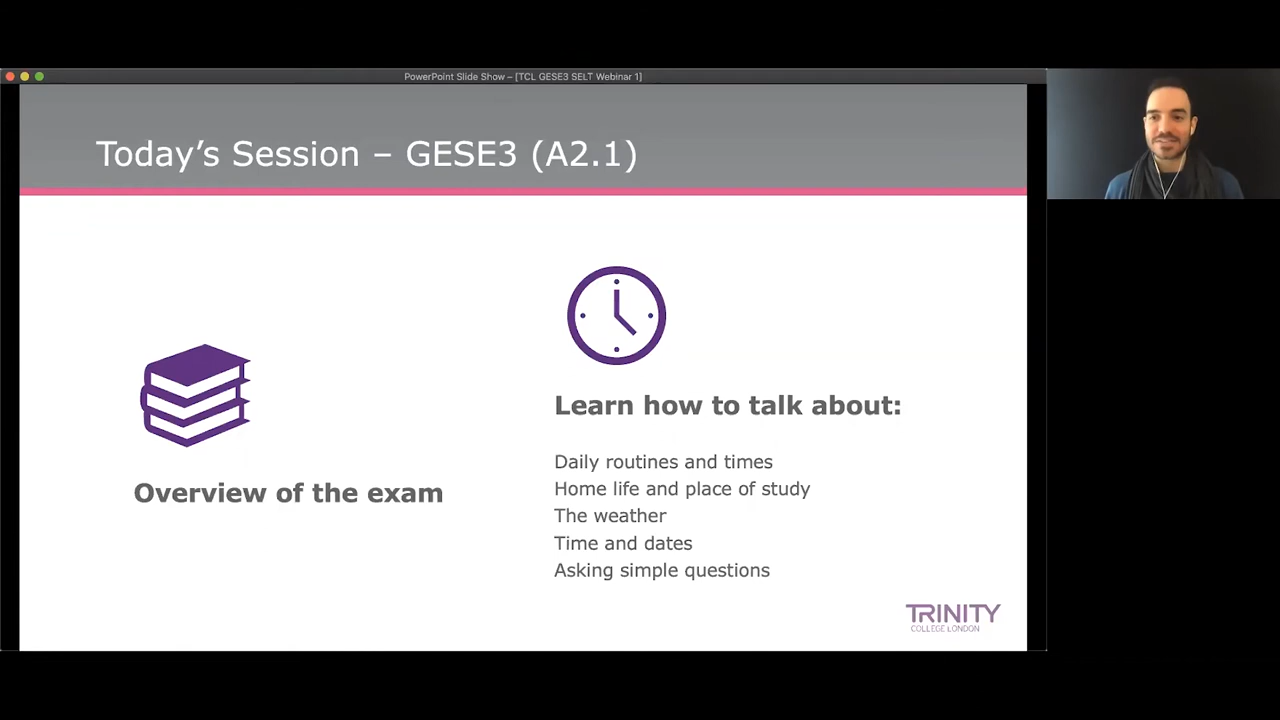 PowerPoint Slide Show – [TCL GESE3 SELT Webinar 1]
Today’s Session – GESE3 (A2.1)
Overview of the exam
Learn how to talk about:
Daily routines and times
Home life and place of study
The weather
Time and dates
Asking simple questions
TRINITY
COLLEGE LONDON